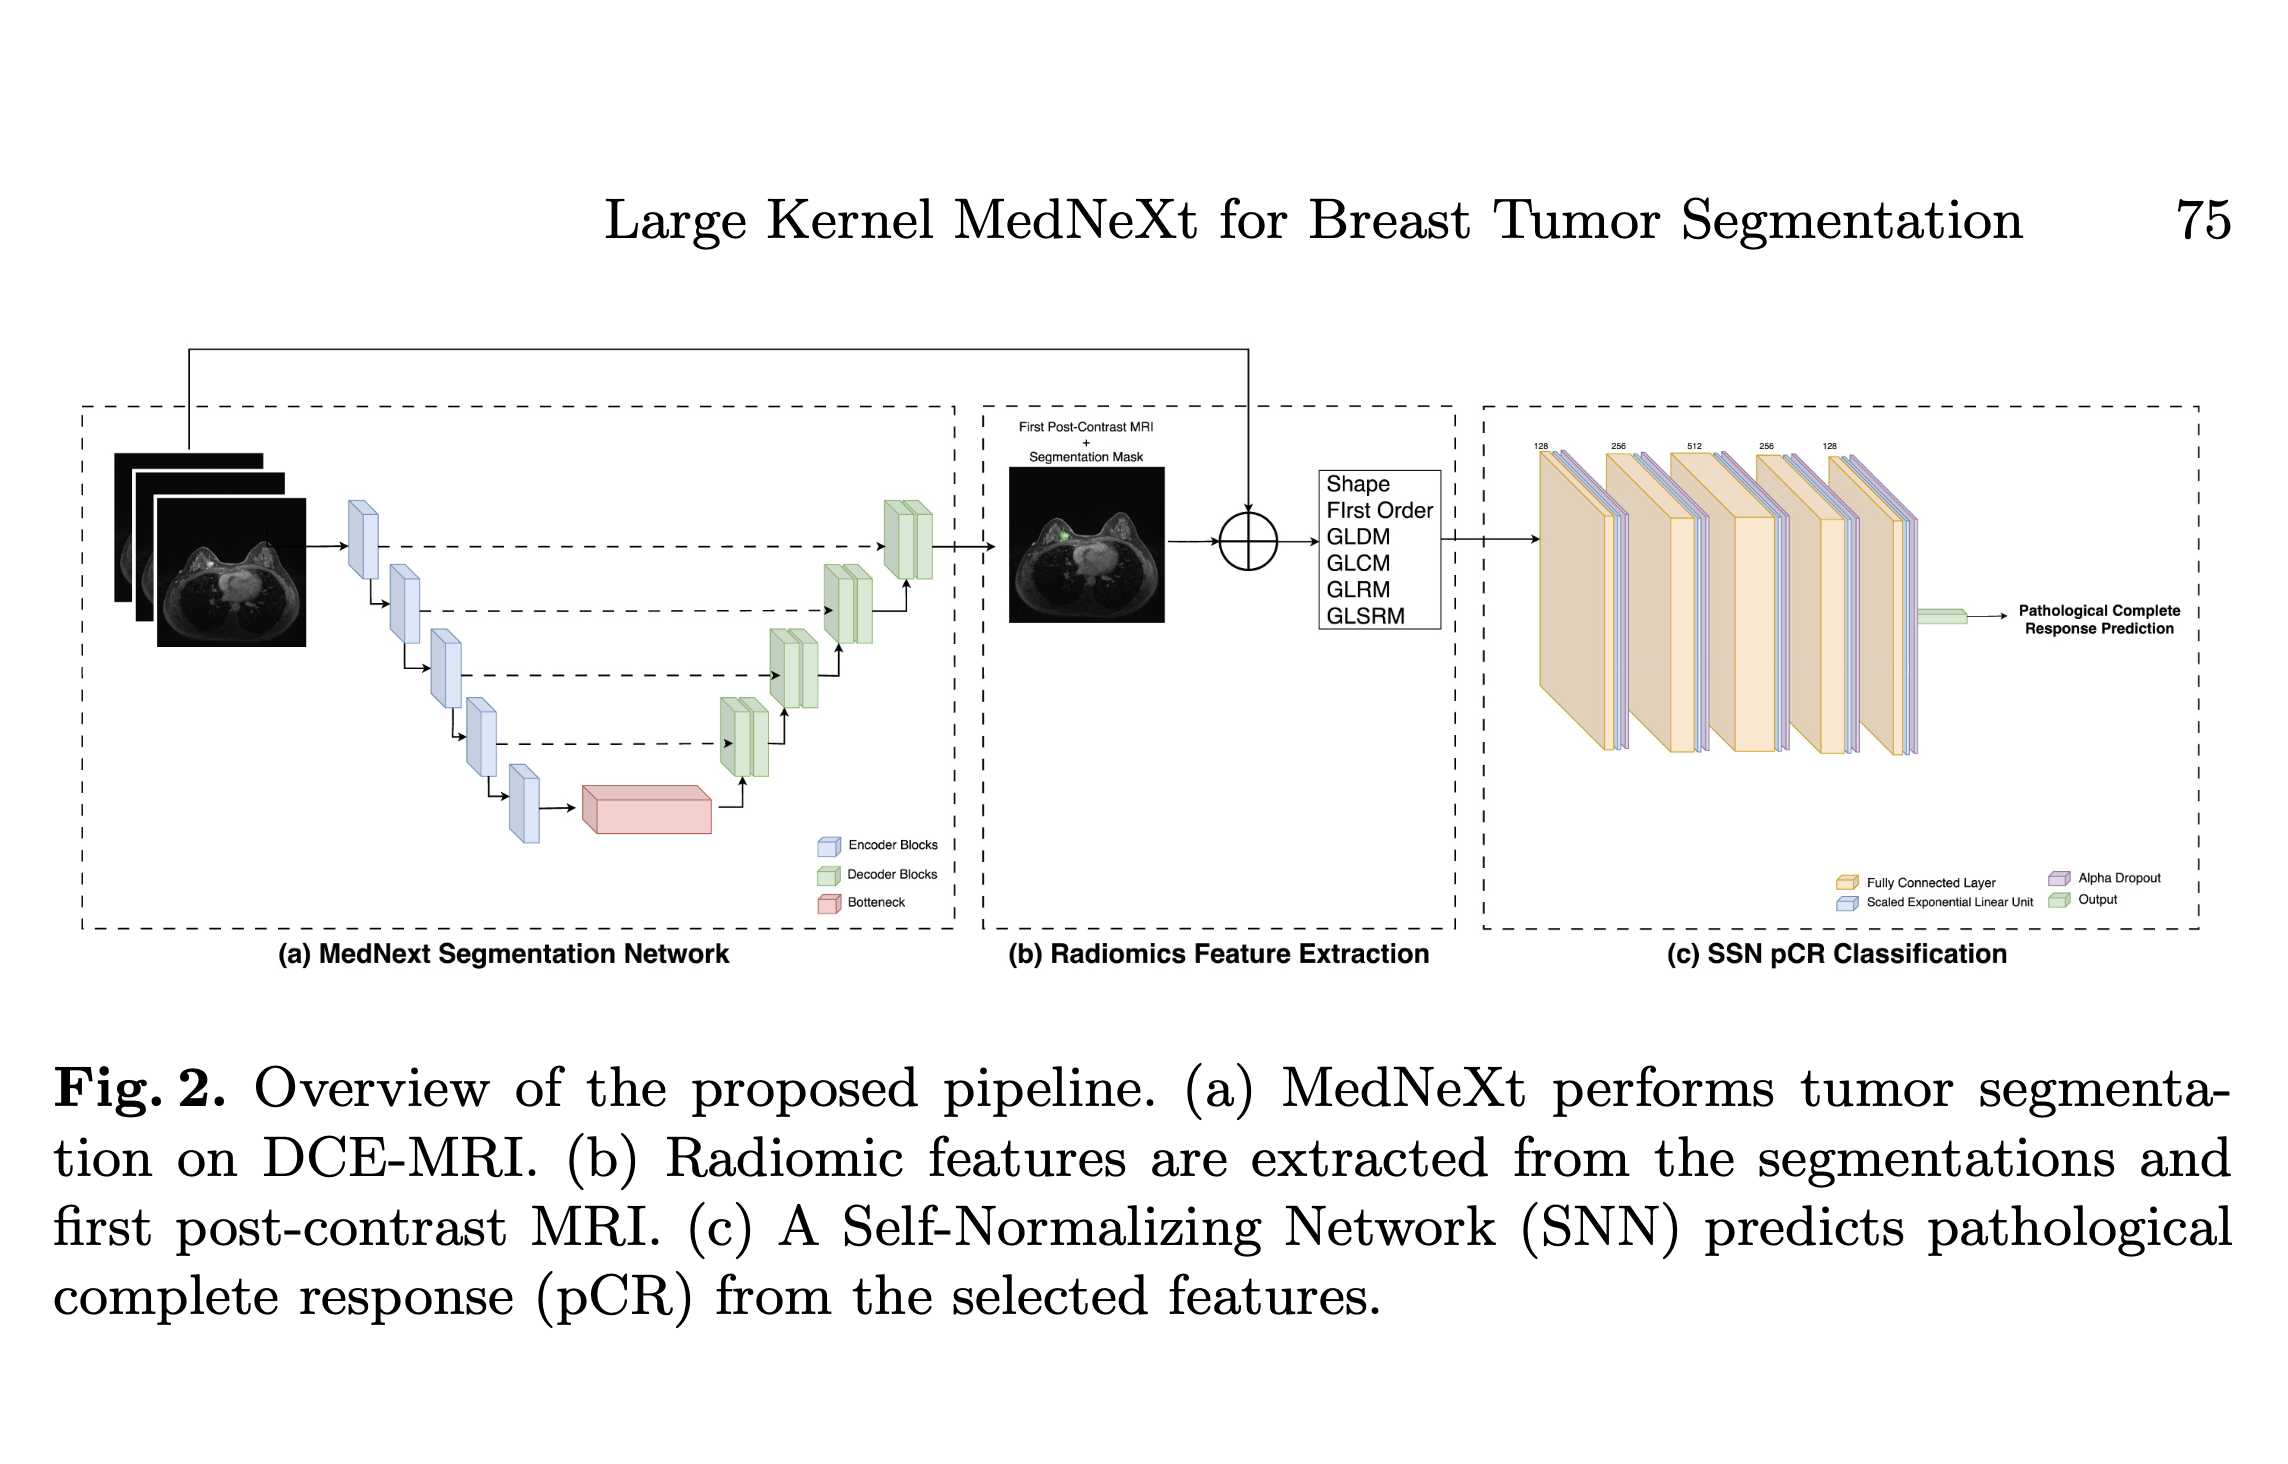 Large Kernel MedNeXt for Breast Tumor Segmentation 75
First Post-Contrast MRI
+
Segmentation Mask
Shape
FIrst Order
GLDM
GLCM
GLRM
GLSRM
128 256 512 256 128
Pathological Complete
Response Prediction
Encoder Blocks
Decoder Blocks
Botteneck
Fully Connected Layer
Scaled Exponential Linear Unit
Alpha Dropout
Output
(a) MedNext Segmentation Network
(b) Radiomics Feature Extraction
(c) SSN pCR Classification
Fig. 2. Overview of the proposed pipeline. (a) MedNeXt performs tumor segmenta-
tion on DCE-MRI. (b) Radiomic features are extracted from the segmentations and
first post-contrast MRI. (c) A Self-Normalizing Network (SNN) predicts pathological
complete response (pCR) from the selected features.